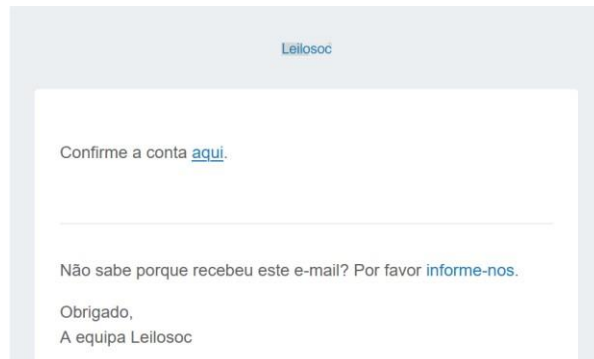 Leilosoc
Confirme a conta aqui.
Não sabe porque recebeu este e-mail? Por favor informe-nos.
Obrigado,
A equipa Leilosoc